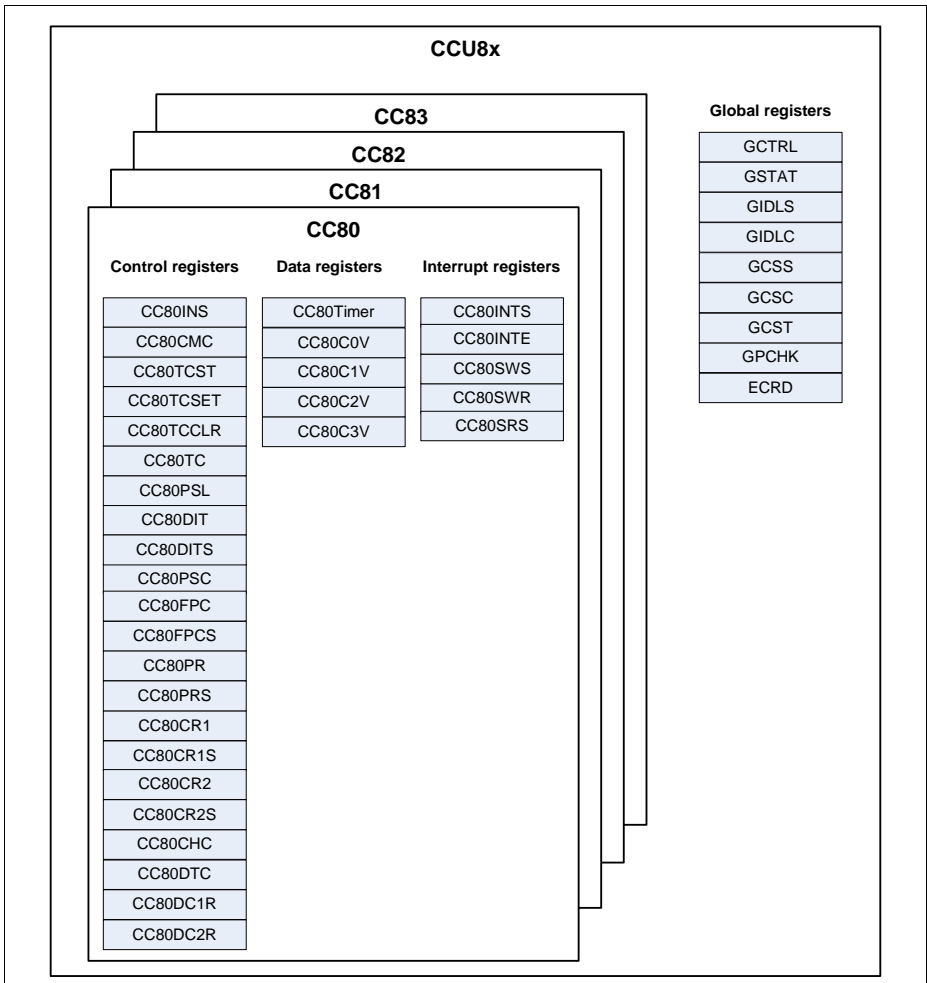 CCU8x
CC83
CC82
CC81
CC80
Control registers
CC80INS
CC80CMC
CC80TCST
CC80TCSET
CC80TCCLR
CC80TC
CC80PSL
CC80DIT
CC80DITS
CC80PSC
CC80FPC
CC80FPCS
CC80PR
CC80PRS
CC80CR1
CC80CR1S
CC80CR2
CC80CR2S
CC80CHC
CC80DTC
CC80DC1R
CC80DC2R
Data registers
CC80Timer
CC80C0V
CC80C1V
CC80C2V
CC80C3V
Interrupt registers
CC80INTS
CC80INTE
CC80SWS
CC80SWR
CC80SRS
Global registers
GCTRL
GSTAT
GIDLS
GIDLC
GCSS
GCSC
GCST
GPCHK
ECRD